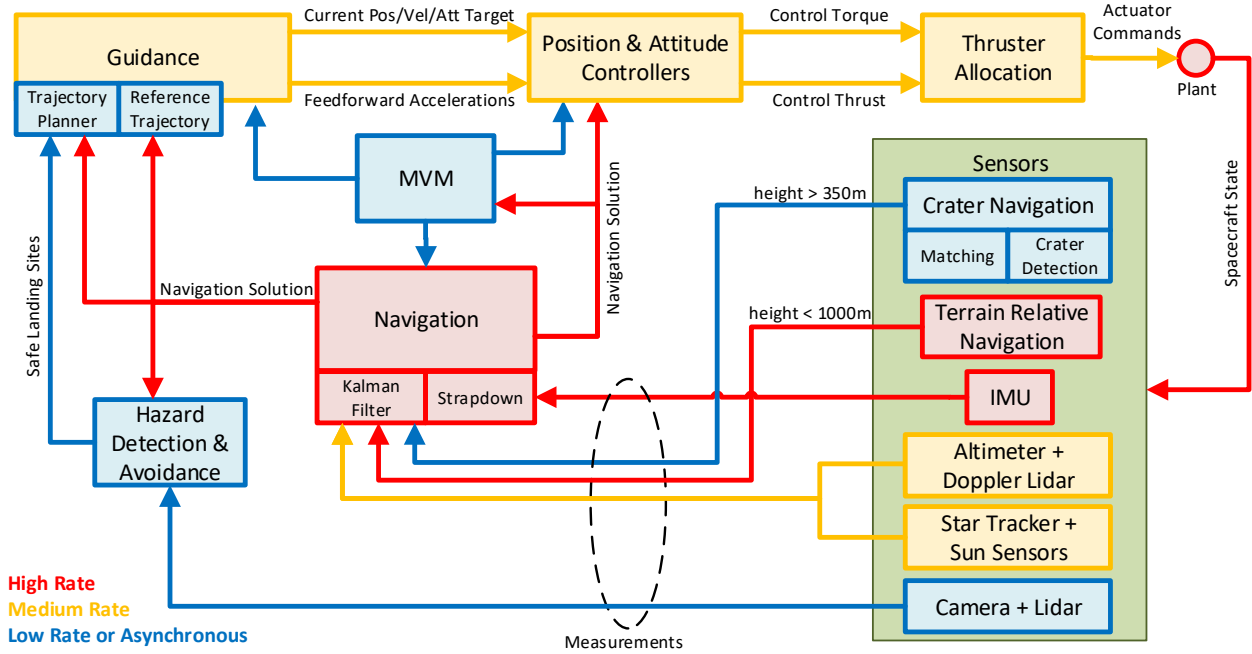 Current Pos/Vel/Att Target
Control Torque
Actuator
Commands
Guidance
Position & Attitude
Controllers
Thruster
Allocation
Plant
Trajectory
Planner
Reference
Trajectory
Feedforward Accelerations
Control Thrust
MVM
Sensors
height > 350m
Crater Navigation
Matching
Crater
Detection
Spacecraft State
Safe Landing Sites
Navigation Solution
Navigation Solution
Navigation
height < 1000m
Terrain Relative
Navigation
Kalman
Filter
Strapdown
IMU
Hazard
Detection &
Avoidance
Altimeter +
Doppler Lidar
Star Tracker +
Sun Sensors
Camera + Lidar
High Rate
Medium Rate
Low Rate or Asynchronous
Measurements